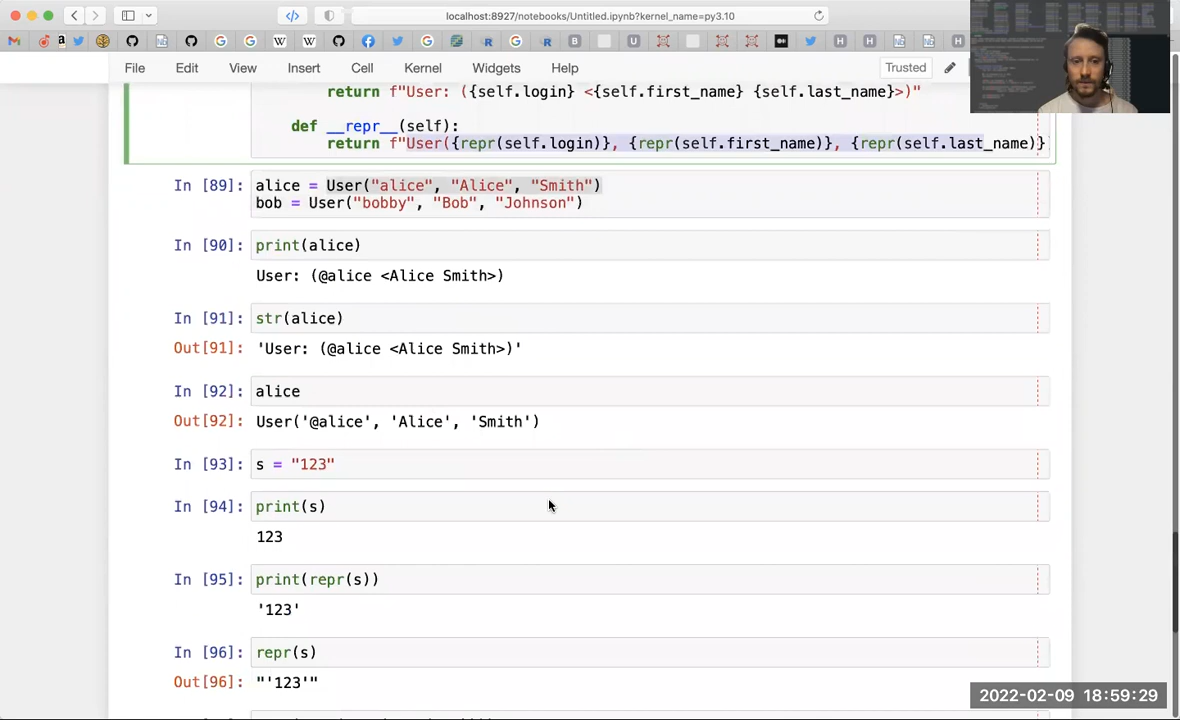 localhost:8927/notebooks/Untitled.ipynb?kernel_name=py3.10
File Edit View Insert Cell Kernel Widgets Help Trusted
return f"User: ({self.login} <{self.first_name} {self.last_name}>)"
def __repr__(self):
return f"User({repr(self.login)}, {repr(self.first_name)}, {repr(self.last_name)}
In [89]: alice = User("alice", "Alice", "Smith")
bob = User("bobby", "Bob", "Johnson")
In [90]: print(alice)
User: (@alice <Alice Smith>)
In [91]: str(alice)
Out[91]: 'User: (@alice <Alice Smith>)'
In [92]: alice
Out[92]: User('@alice', 'Alice', 'Smith')
In [93]: s = "123"
In [94]: print(s)
123
In [95]: print(repr(s))
'123'
In [96]: repr(s)
Out[96]: "'123'"
2022-02-09 18:59:29